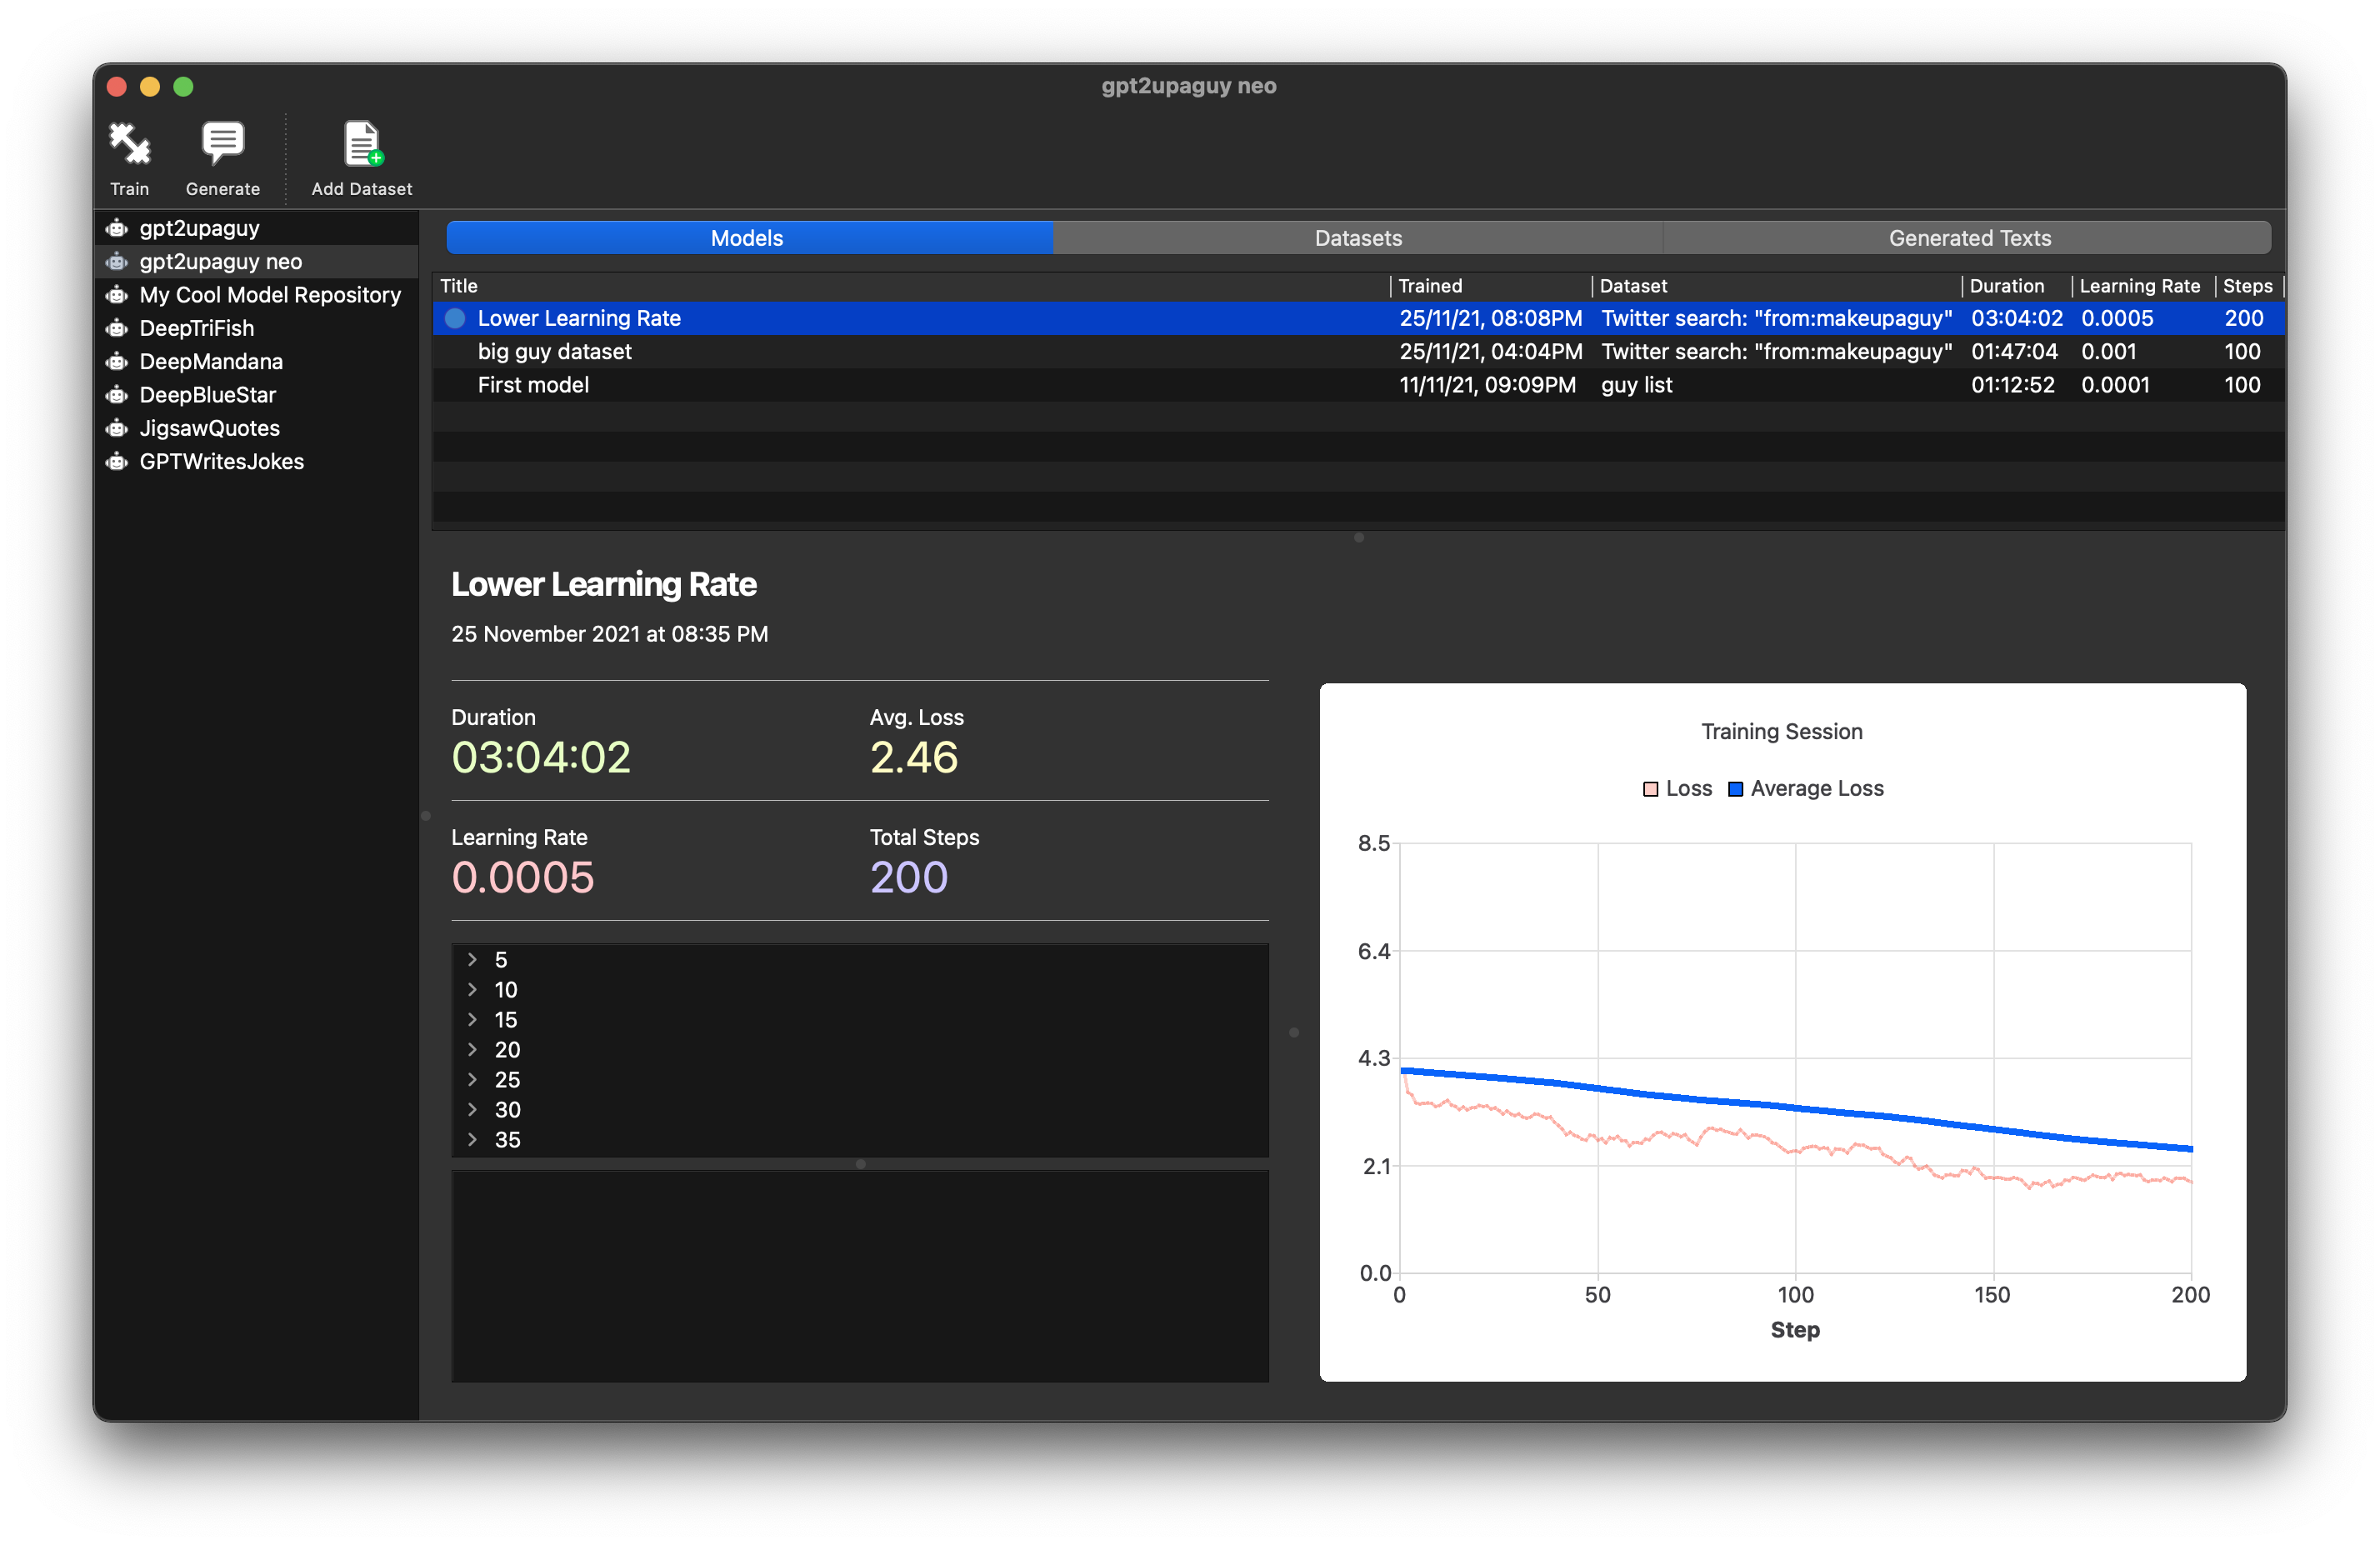 gpt2upaguy neo
Train Generate Add Dataset
gpt2upaguy
gpt2upaguy neo
My Cool Model Repository
DeepTriFish
DeepMandana
DeepBlueStar
JigsawQuotes
GPTWritesJokes
Models Datasets Generated Texts
Title Trained Dataset Duration Learning Rate Steps
Lower Learning Rate 25/11/21, 08:08PM Twitter search: "from:makeupaguy" 03:04:02 0.0005 200
big guy dataset 25/11/21, 04:04PM Twitter search: "from:makeupaguy" 01:47:04 0.001 100
First model 11/11/21, 09:09PM guy list 01:12:52 0.0001 100
Lower Learning Rate
25 November 2021 at 08:35 PM
Duration Avg. Loss
03:04:02 2.46
Learning Rate Total Steps
0.0005 200
5
10
15
20
25
30
35
Training Session
Loss Average Loss
8.5
6.4
4.3
2.1
0.0
0 50 100 150 200
Step